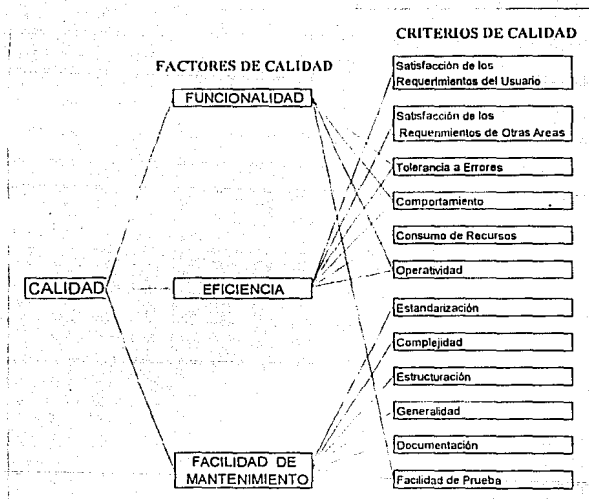 CRITERIOS DE CALIDAD
FACTORES DE CALIDAD
Satisfacción de los
Requerimientos del Usuario
FUNCIONALIDAD
Satisfacción de los
Requerimientos de Otras Areas
Tolerancia a Errores
Comportamiento
Consumo de Recursos
Operatividad
CALIDAD
EFICIENCIA
Estandarización
Complejidad
Estructuración
Generalidad
Documentación
FACILIDAD DE
MANTENIMIENTO
Facilidad de Prueba